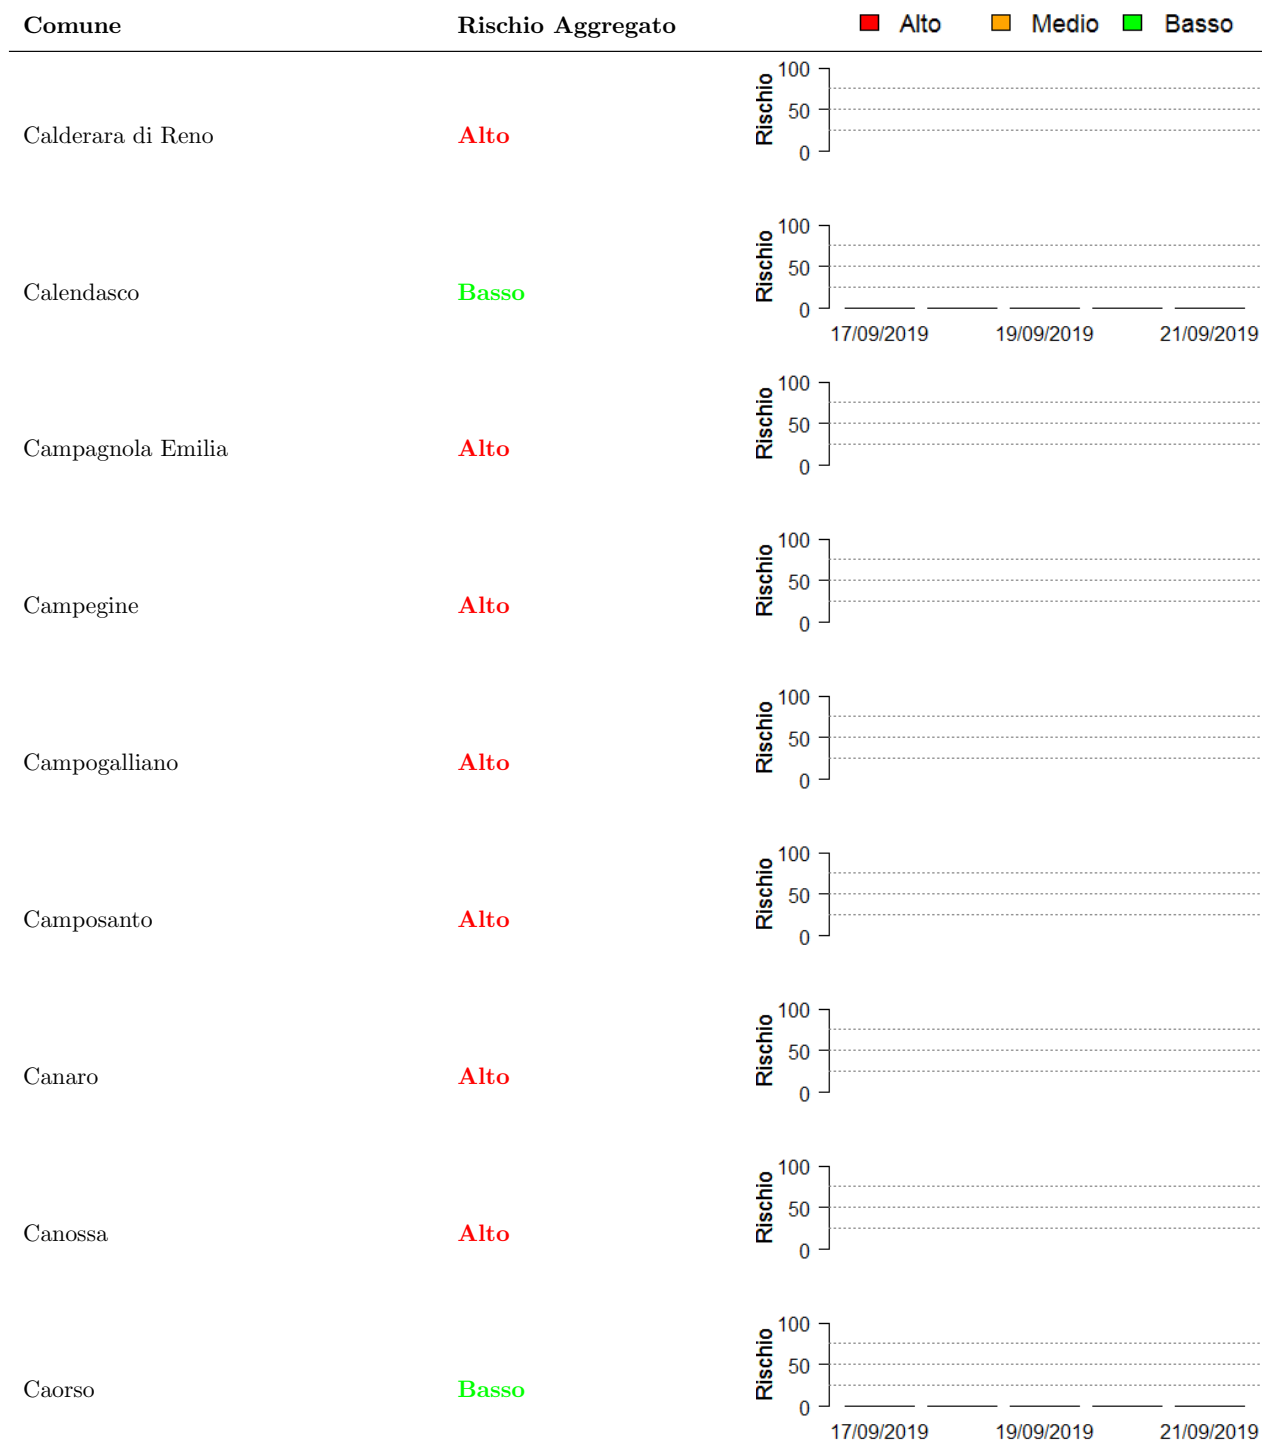 Comune Rischio Aggregato Alto Medio Basso
Calderara di Reno Alto Rischio 100 50 0
Calendasco Basso Rischio 100 50 0
17/09/2019 19/09/2019 21/09/2019
Campagnola Emilia Alto Rischio 100 50 0
Campegine Alto Rischio 100 50 0
Campogalliano Alto Rischio 100 50 0
Camposanto Alto Rischio 100 50 0
Canaro Alto Rischio 100 50 0
Canossa Alto Rischio 100 50 0
Caorso Basso Rischio 100 50 0
17/09/2019 19/09/2019 21/09/2019